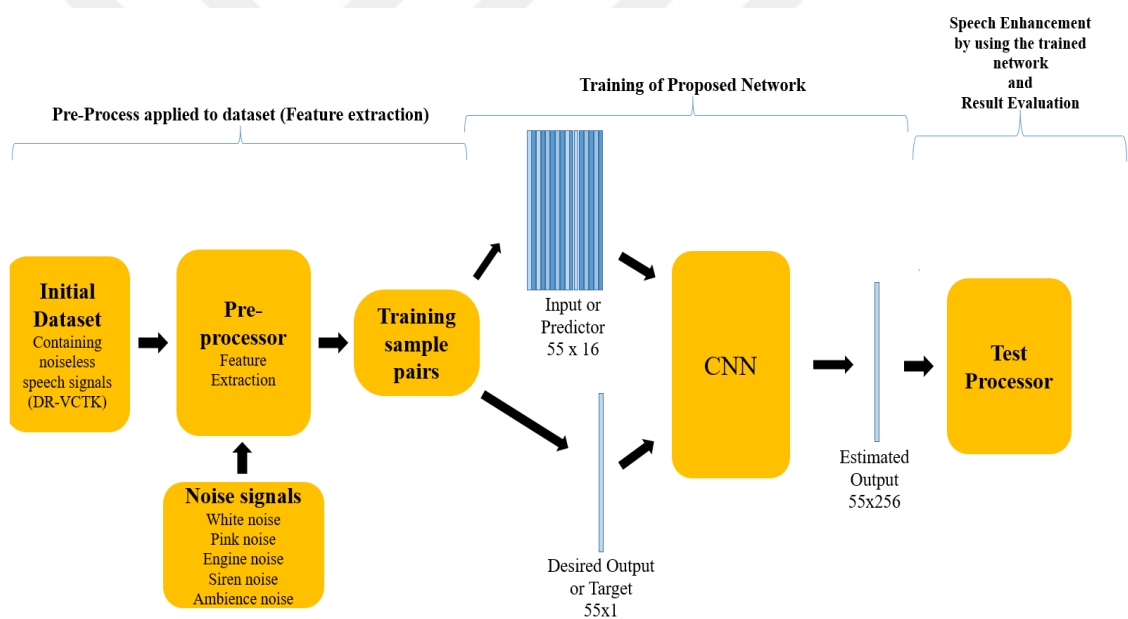 Speech Enhancement
by using the trained
network
and
Result Evaluation
Training of Proposed Network
Pre-Process applied to dataset (Feature extraction)
Initial
Dataset
Containing
noiseless
speech signals
(DR-VCTK)
Pre-
processor
Feature
Extraction
Noise signals
White noise
Pink noise
Engine noise
Siren noise
Ambience noise
Training
sample
pairs
Input or
Predictor
55 x 16
Desired Output
or Target
55x1
CNN
Estimated
Output
55x256
Test
Processor